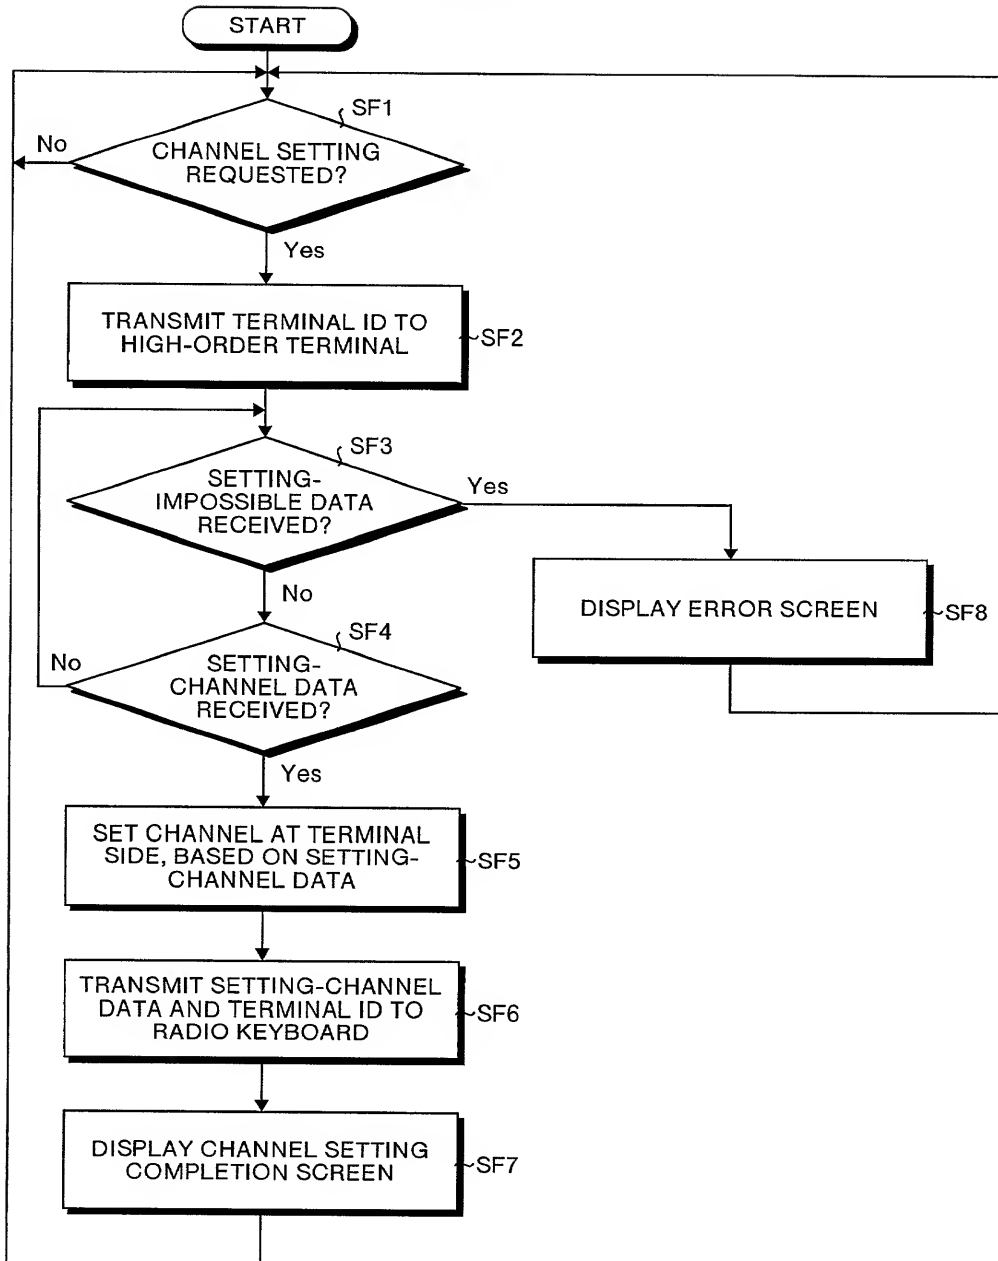 START
SF1
No
CHANNEL SETTING
REQUESTED?
Yes
TRANSMIT TERMINAL ID TO
HIGH-ORDER TERMINAL
SF2
SF3
SETTING-
IMPOSSIBLE DATA
RECEIVED?
Yes
No
DISPLAY ERROR SCREEN
SF8
SF4
No
SETTING-
CHANNEL DATA
RECEIVED?
Yes
SET CHANNEL AT TERMINAL
SIDE, BASED ON SETTING-
CHANNEL DATA
SF5
TRANSMIT SETTING-CHANNEL
DATA AND TERMINAL ID TO
RADIO KEYBOARD
SF6
DISPLAY CHANNEL SETTING
COMPLETION SCREEN
SF7